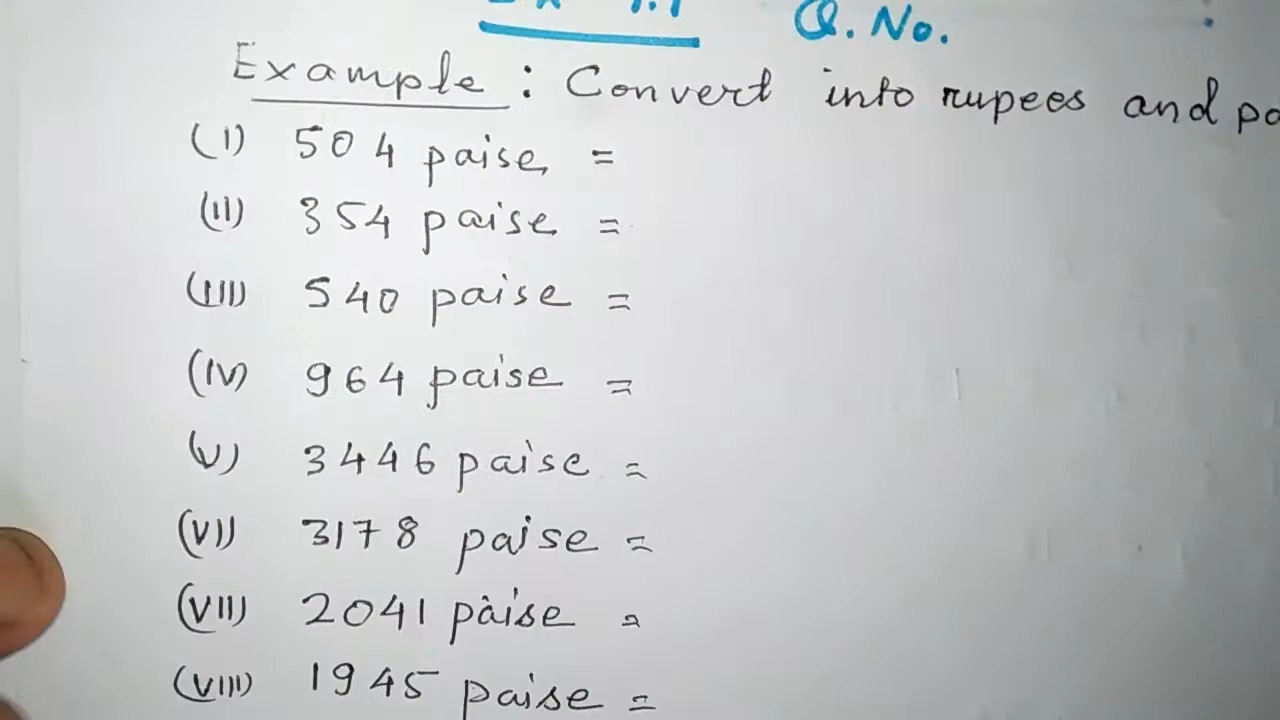 Q. No.
Example : Convert into rupees and
(I) 504 paise =
(II) 354 paise =
(III) 540 paise =
(IV) 964 paise =
(V) 3446 paise =
(VI) 3178 paise =
(VII) 2041 paise =
(VIII) 1945 paise =